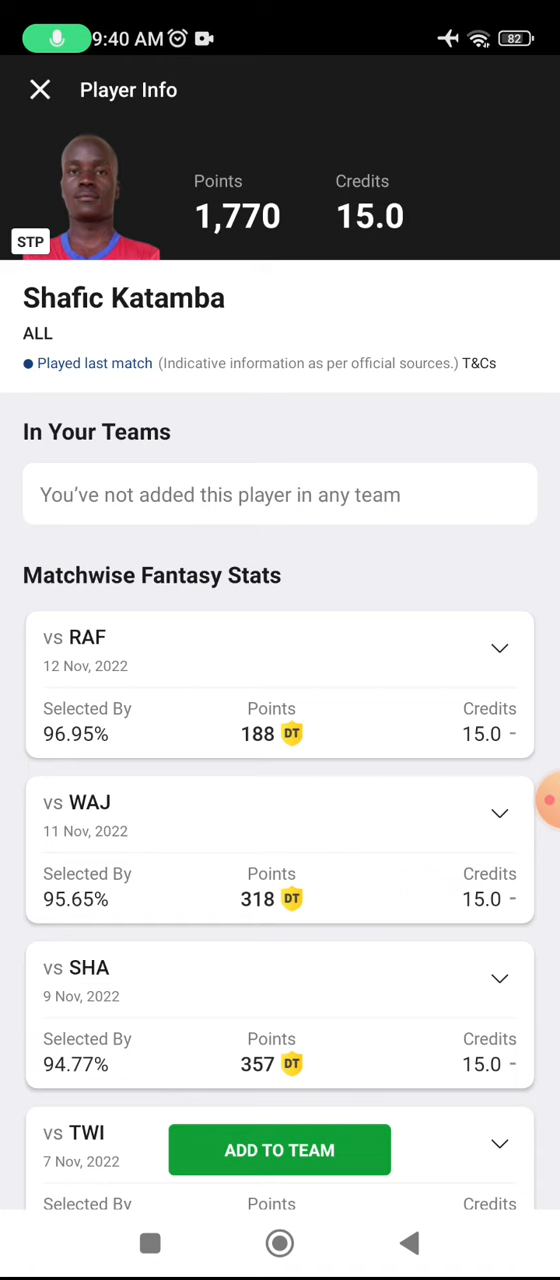 9:40 AM
82
Player Info
Points
Credits
1,770
15.0
STP
Shafic Katamba
ALL
Played last match (Indicative information as per official sources.) T&Cs
In Your Teams
You've not added this player in any team
Matchwise Fantasy Stats
vs RAF
12 Nov, 2022
Selected By Points Credits
96.95% 188 DT 15.0 -
vs WAJ
11 Nov, 2022
Selected By Points Credits
95.65% 318 DT 15.0 -
vs SHA
9 Nov, 2022
Selected By Points Credits
94.77% 357 DT 15.0 -
vs TWI
7 Nov, 2022
ADD TO TEAM
Selected By Points Credits